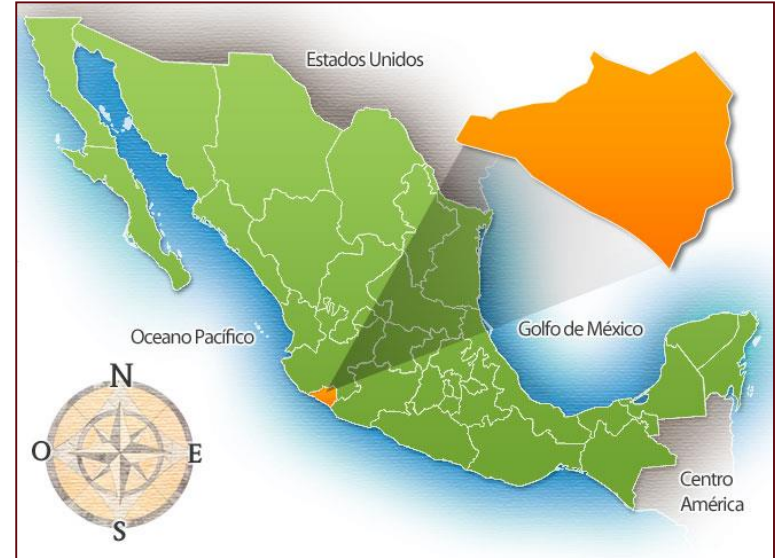 Estados Unidos
Oceano Pacífico
Golfo de México
N
O
E
S
Centro
América